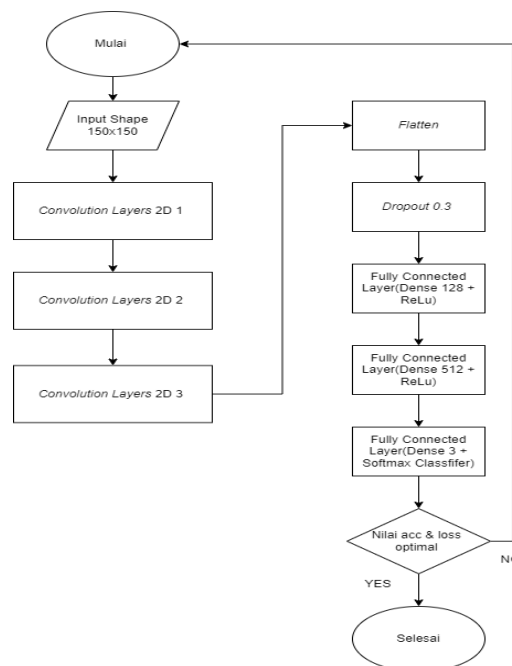 Mulai
Input Shape
150x150
Convolution Layers 2D 1
Convolution Layers 2D 2
Convolution Layers 2D 3
Flatten
Dropout 0.3
Fully Connected
Layer(Dense 128 +
ReLu)
Fully Connected
Layer(Dense 512 +
ReLu)
Fully Connected
Layer(Dense 3 +
Softmax Classfifer)
Nilai acc & loss
optimal
YES
Selesai